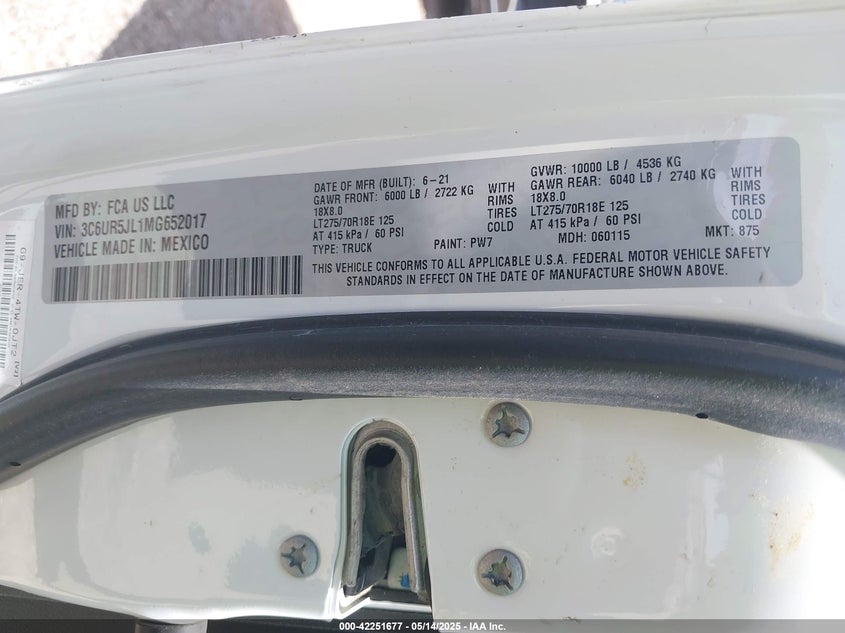 MFD BY: FCA US LLC
VIN: 3C6UR5JL1MG652017
VEHICLE MADE IN: MEXICO
DATE OF MFR (BUILT): 6-21
GAWR FRONT: 6000 LB / 2722 KG
18X8.0
LT275/70R18E 125
AT 415 kPa / 60 PSI
TYPE: TRUCK
WITH
RIMS
TIRES
COLD
PAINT: PW7
GVWR: 10000 LB / 4536 KG
GAWR REAR: 6040 LB / 2740 KG
18X8.0
LT275/70R18E 125
AT 415 kPa / 60 PSI
MDH: 060115
WITH
RIMS
TIRES
COLD
MKT: 875
THIS VEHICLE CONFORMS TO ALL APPLICABLE U.S.A. FEDERAL MOTOR VEHICLE SAFETY
STANDARDS IN EFFECT ON THE DATE OF MANUFACTURE SHOWN ABOVE.
000-42251677 - 05/14/2025 - IAA Inc.